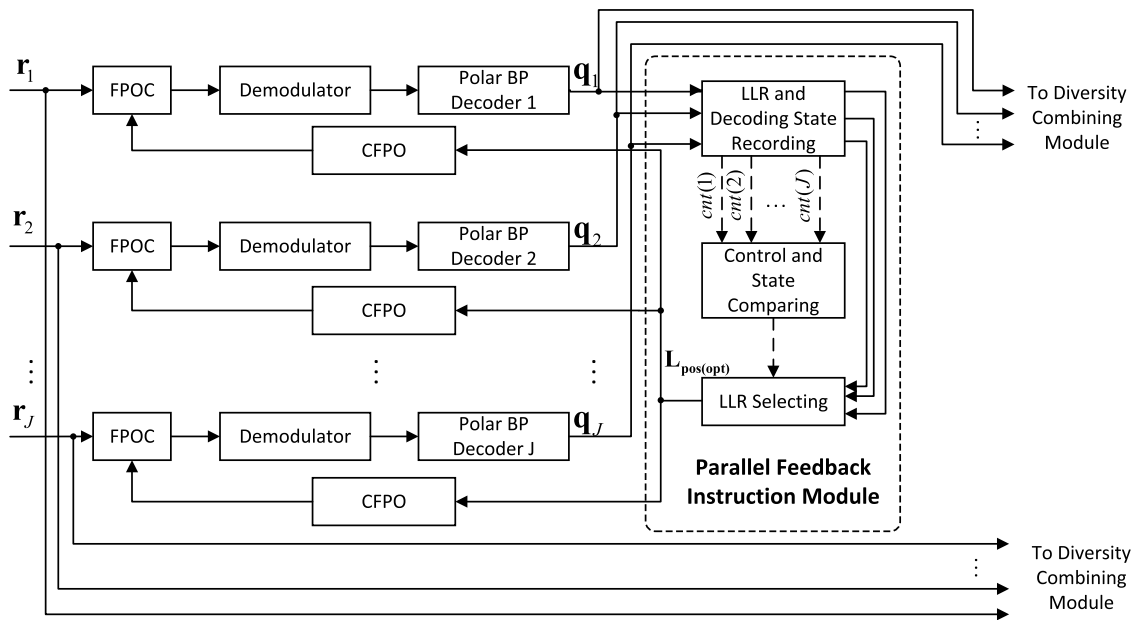 r1
FPOC
Demodulator
Polar BP
Decoder 1
q1
CFPO
LLR and
Decoding State
Recording
To Diversity
Combining
Module
...
cnt(1)
cnt(2)
...
cnt(J)
r2
FPOC
Demodulator
Polar BP
Decoder 2
q2
CFPO
Control and
State
Comparing
...
...
...
Lpos(opt)
LLR Selecting
rJ
FPOC
Demodulator
Polar BP
Decoder J
qJ
CFPO
Parallel Feedback
Instruction Module
To Diversity
Combining
Module
...